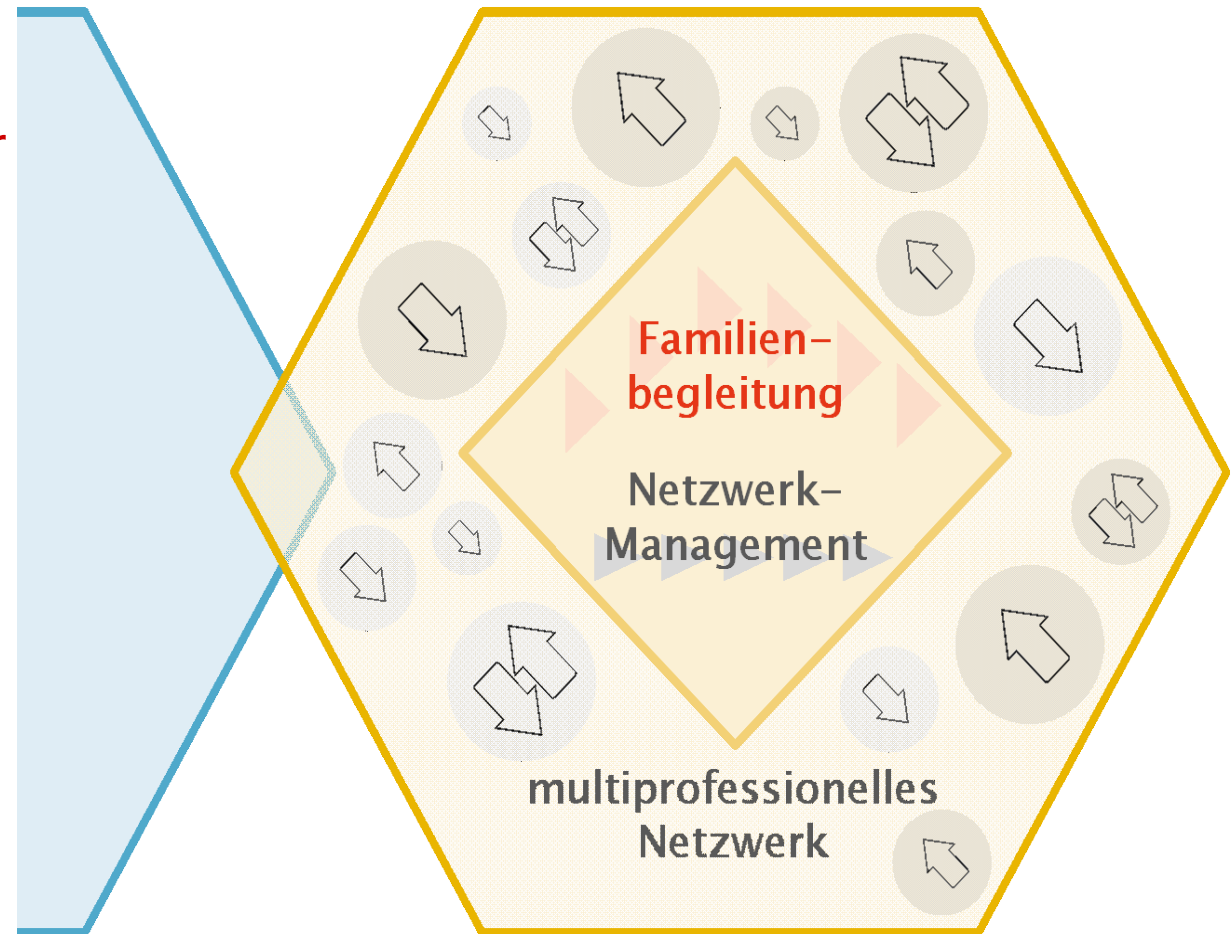 Familien-
begleitung
Netzwerk-
Management
multiprofessionelles
Netzwerk